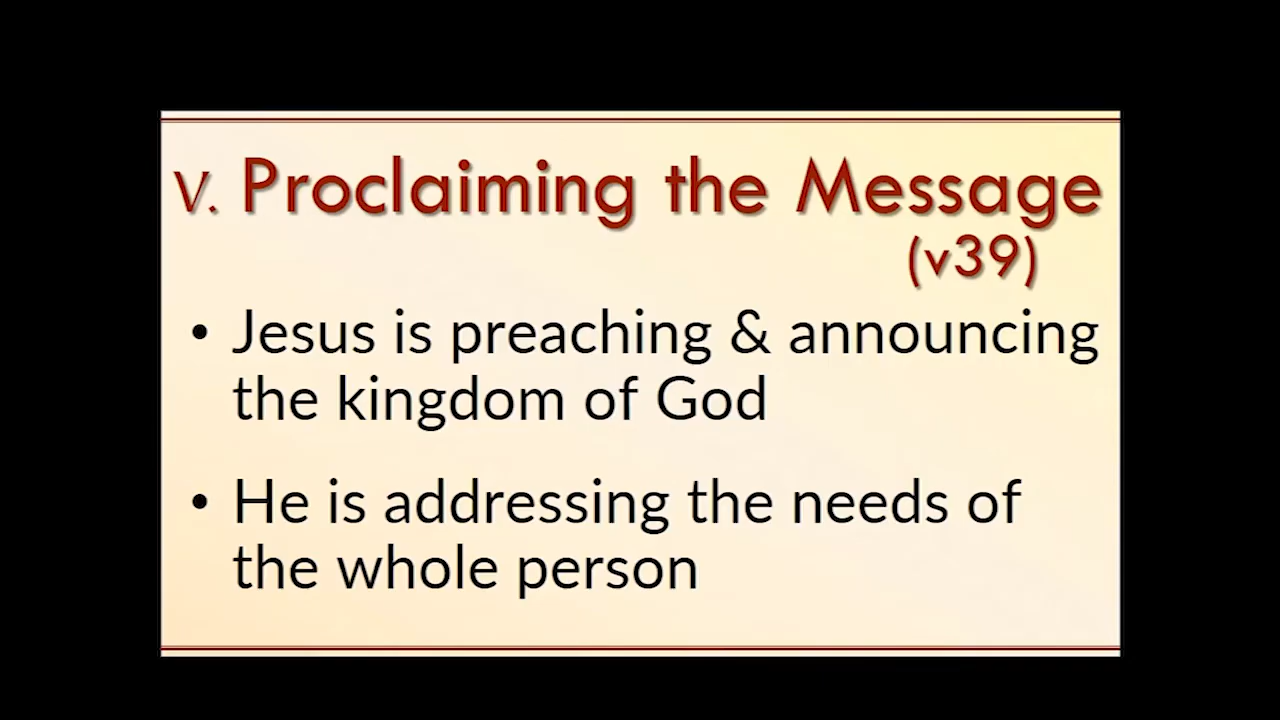 V. Proclaiming the Message
(v39)
• Jesus is preaching & announcing
the kingdom of God
• He is addressing the needs of
the whole person